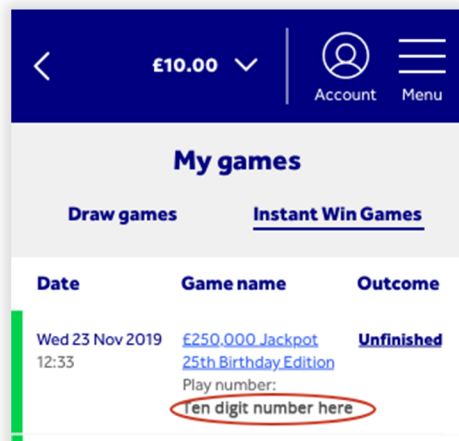 £10.00
Account Menu
My games
Draw games Instant Win Games
Date Game name Outcome
Wed 23 Nov 2019 £250,000 Jackpot Unfinished
12:33 25th Birthday Edition
Play number:
Ten digit number here